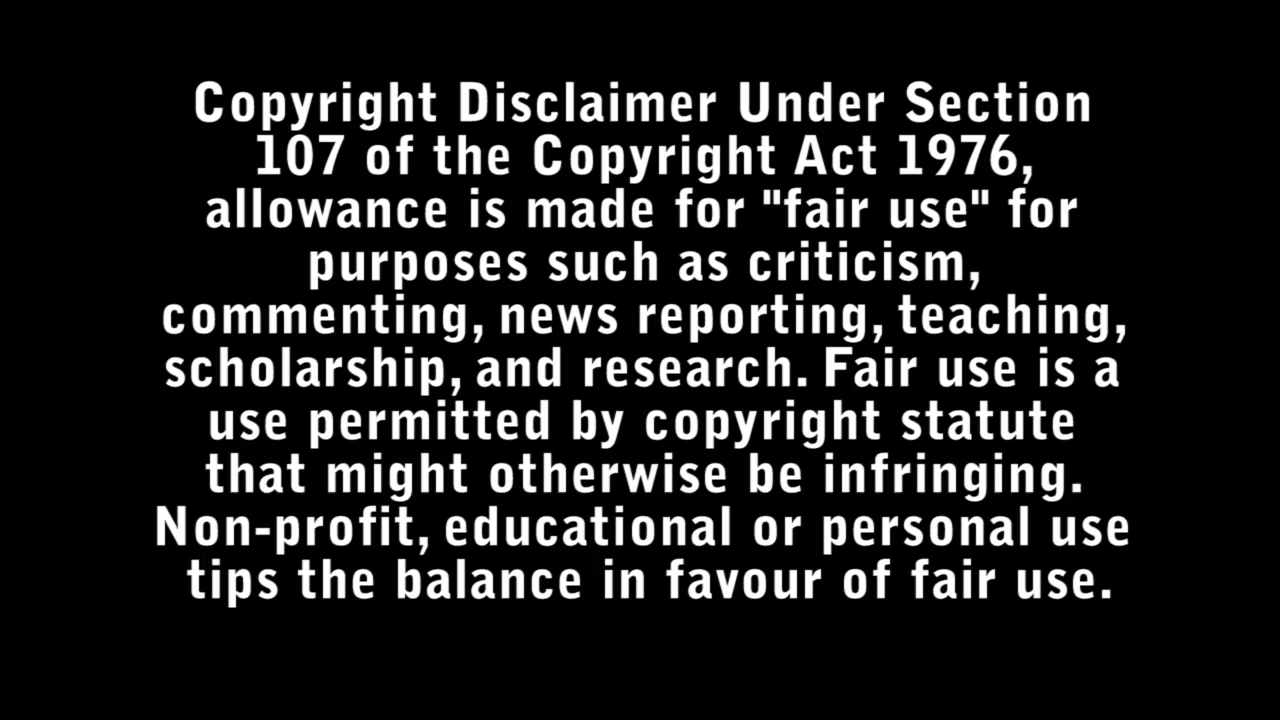 Copyright Disclaimer Under Section
107 of the Copyright Act 1976,
allowance is made for "fair use" for
purposes such as criticism,
commenting, news reporting, teaching,
scholarship, and research. Fair use is a
use permitted by copyright statute
that might otherwise be infringing.
Non-profit, educational or personal use
tips the balance in favour of fair use.